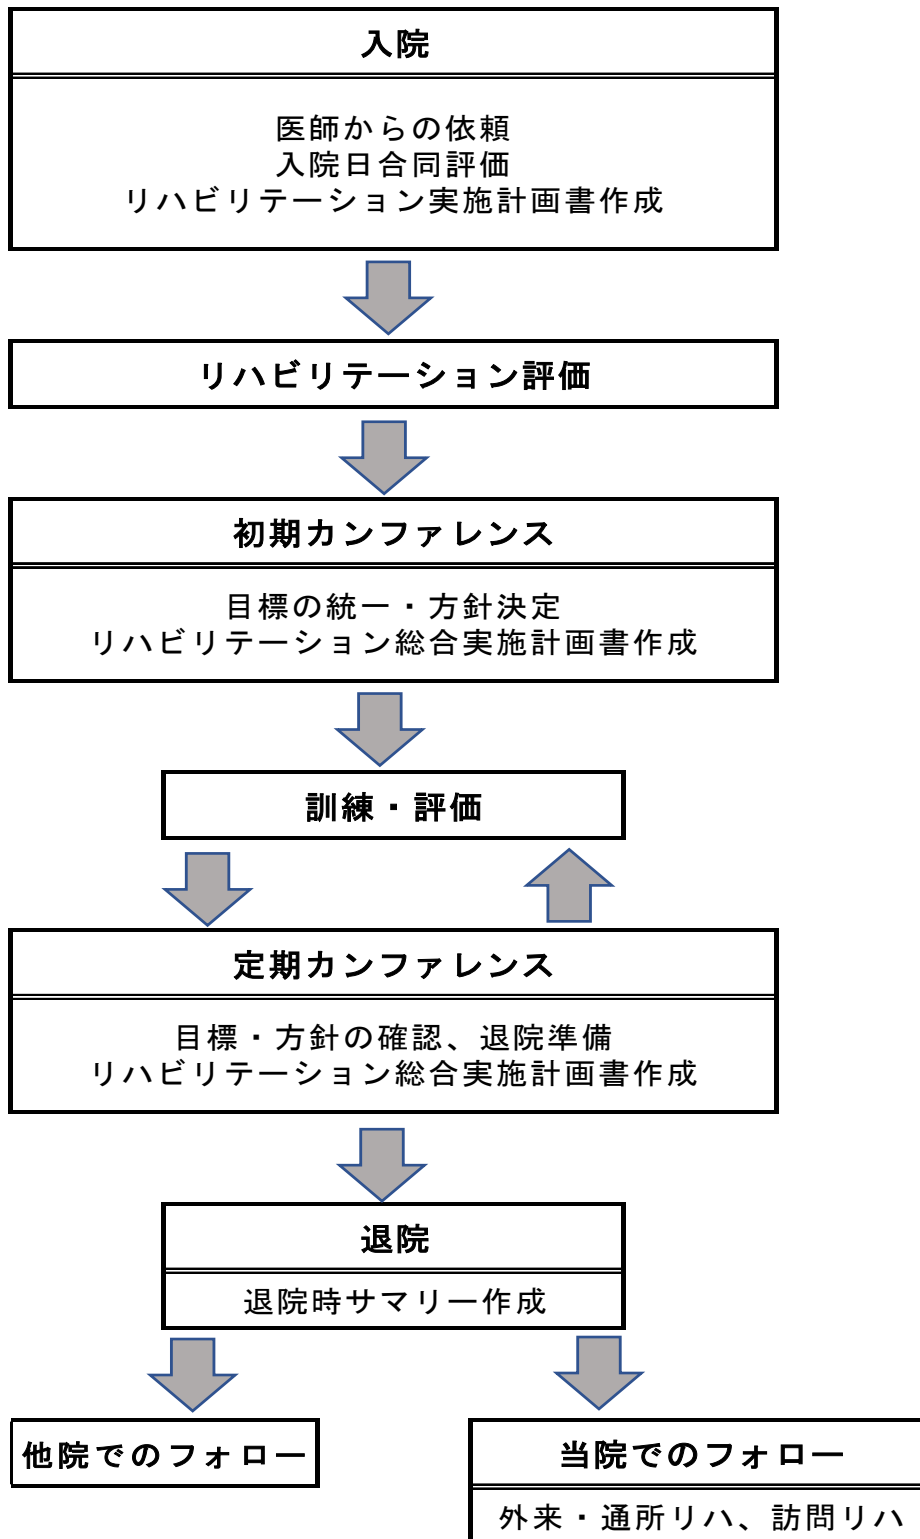 入院
医師からの依頼
入院日合同評価
リハビリテーション実施計画書作成
リハビリテーション評価
初期カンファレンス
目標の統一・方針決定
リハビリテーション総合実施計画書作成
訓練・評価
定期カンファレンス
目標・方針の確認、退院準備
リハビリテーション総合実施計画書作成
退院
退院時サマリー作成
他院でのフォロー
当院でのフォロー
外来・通所リハ、訪問リハ